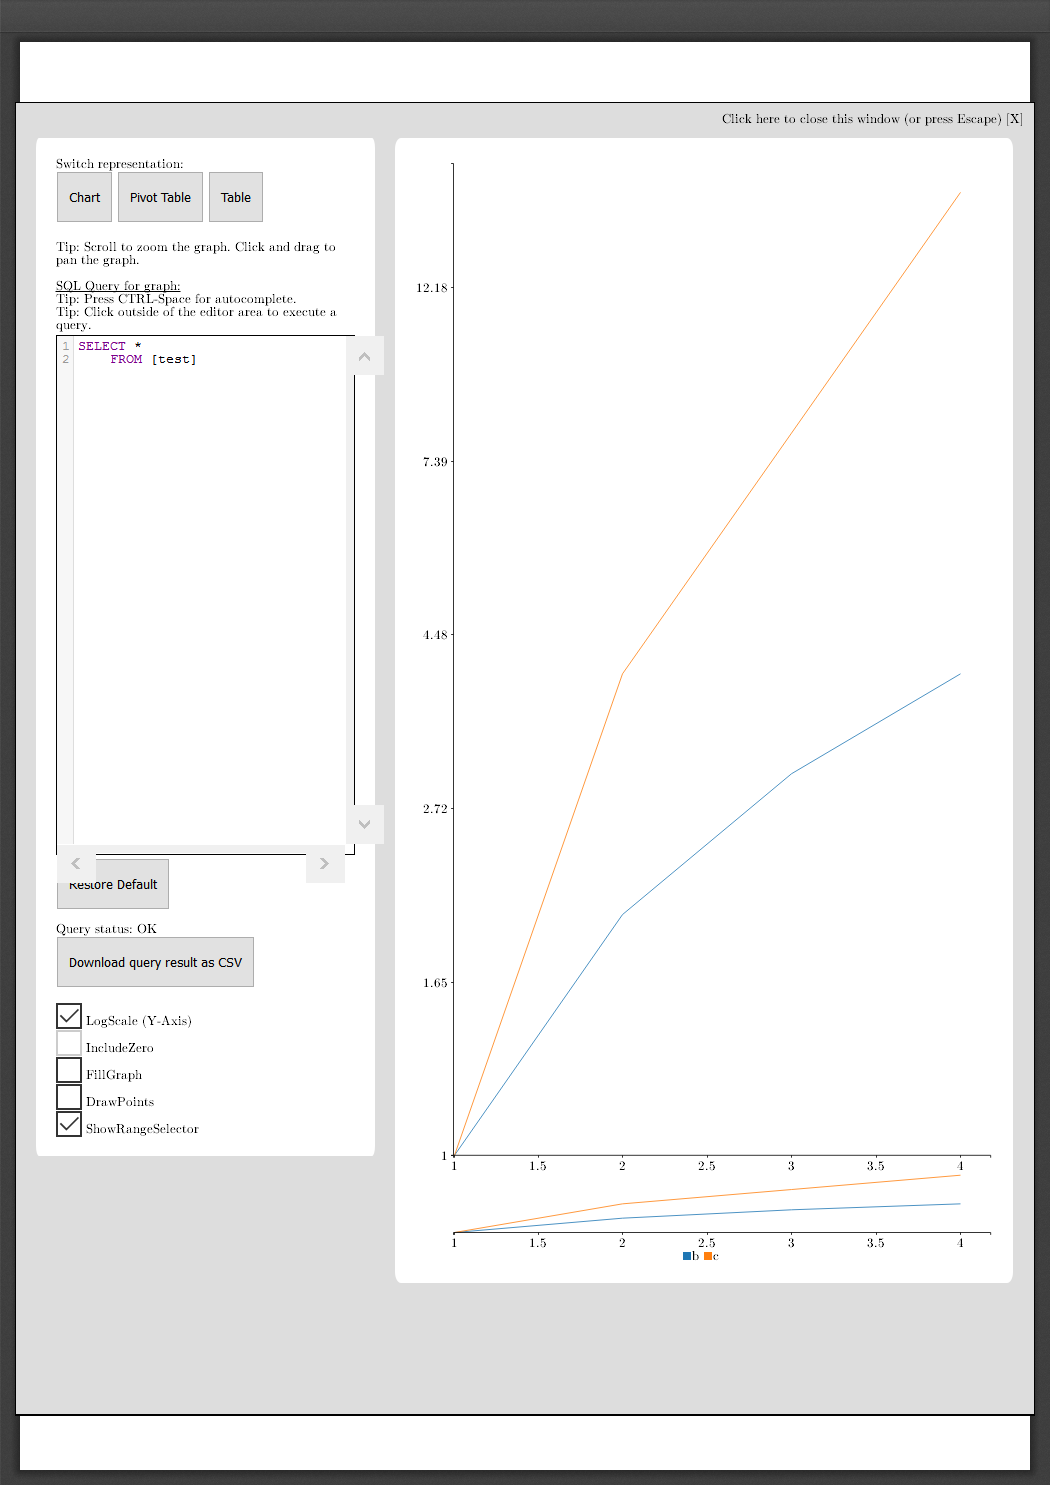 Click here to close this window (or press Escape) [X]
Switch representation:
Chart Pivot Table Table
Tip: Scroll to zoom the graph. Click and drag to
pan the graph.
SQL Query for graph:
Tip: Press CTRL-Space for autocomplete.
Tip: Click outside of the editor area to execute a
query.
1 SELECT *
2 FROM [test]
Restore Default
Query status: OK
Download query result as CSV
LogScale (Y-Axis)
IncludeZero
FillGraph
DrawPoints
ShowRangeSelector
12.18
7.39
4.48
2.72
1.65
1
1 1.5 2 2.5 3 3.5 4
1 1.5 2 2.5 3 3.5 4
b c